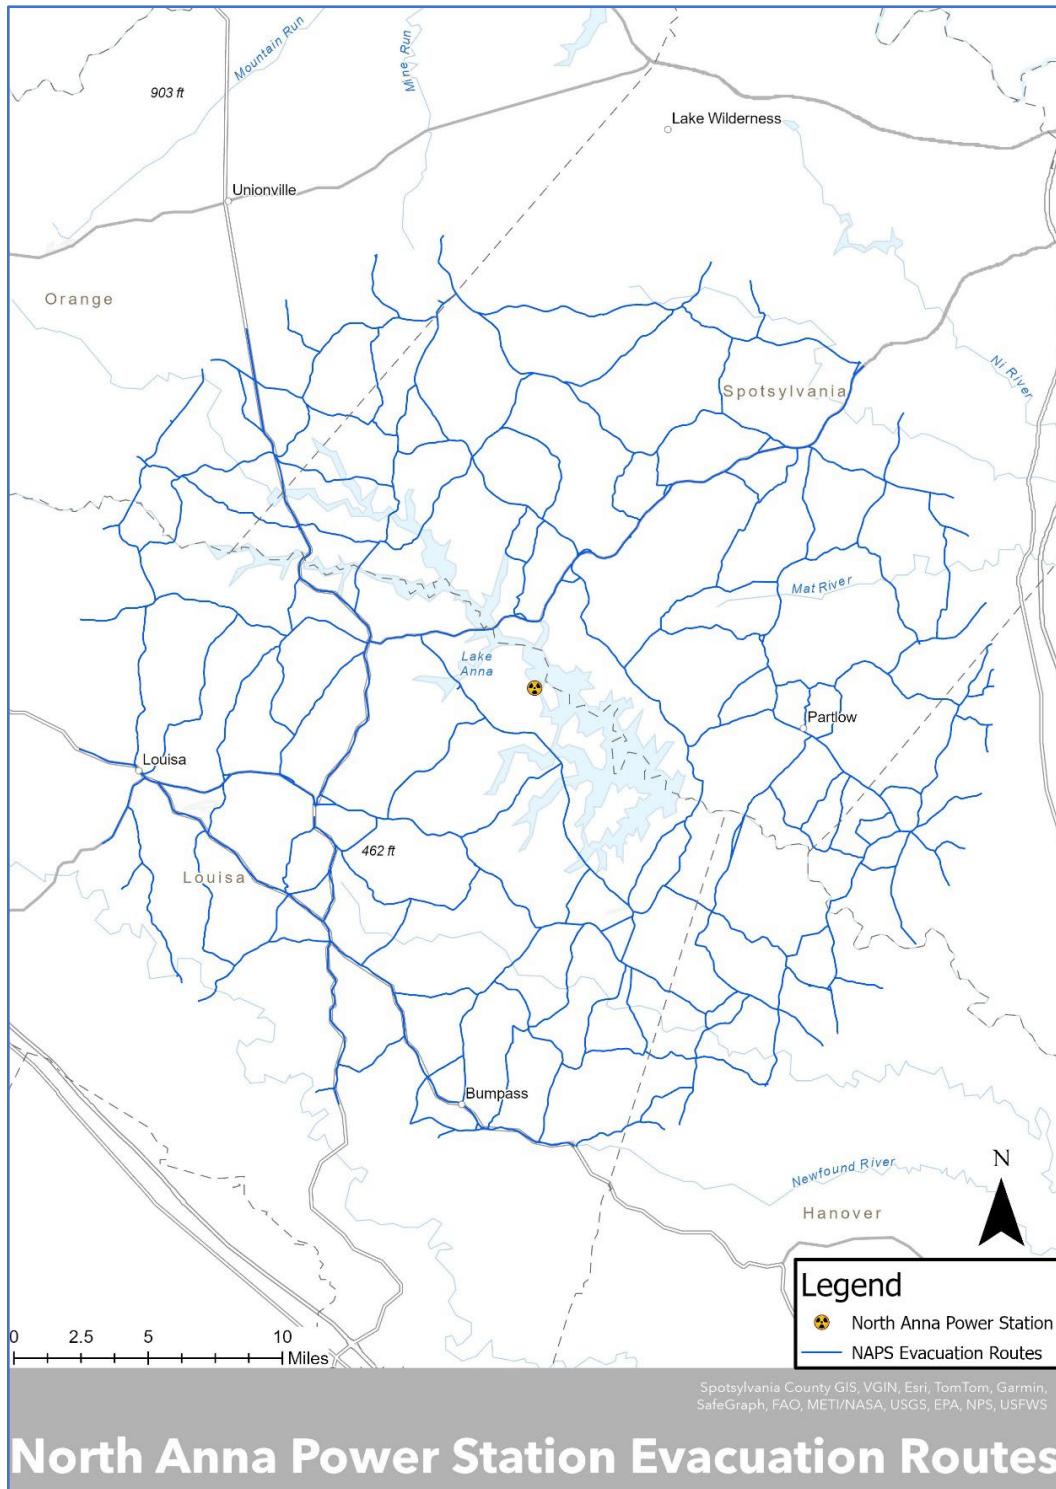 Mountain Run
Mine Run
903 ft
Lake Wilderness
Unionville
Orange
Ni River
Spotsylvania
Mat River
Lake
Anna
Partlow
Louisa
462 ft
Louisa
Bumpass
N
Newfound River
Hanover
Legend
North Anna Power Station
NAPS Evacuation Routes
0 2.5 5 10
Miles
Spotsylvania County GIS, VGIN, Esri, TomTom, Garmin,
SafeGraph, FAO, METI/NASA, USGS, EPA, NPS, USFWS
North Anna Power Station Evacuation Routes